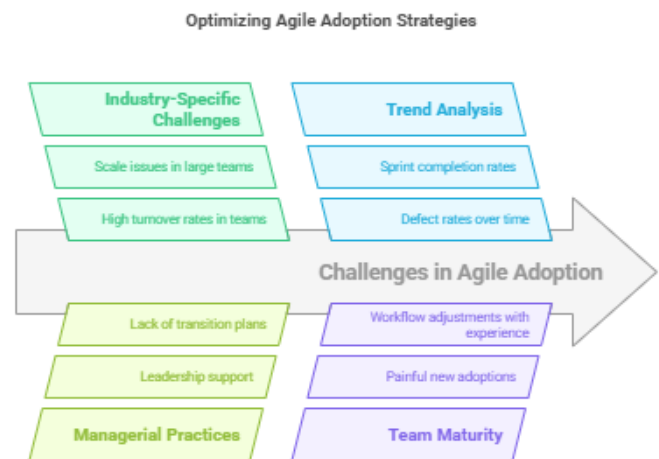 Optimizing Agile Adoption Strategies
Industry-Specific
Challenges
Trend Analysis
Scale issues in large teams
Sprint completion rates
High turnover rates in teams
Defect rates over time
Challenges in Agile Adoption
Lack of transition plans
Workflow adjustments with
experience
Leadership support
Painful new adoptions
Managerial Practices
Team Maturity